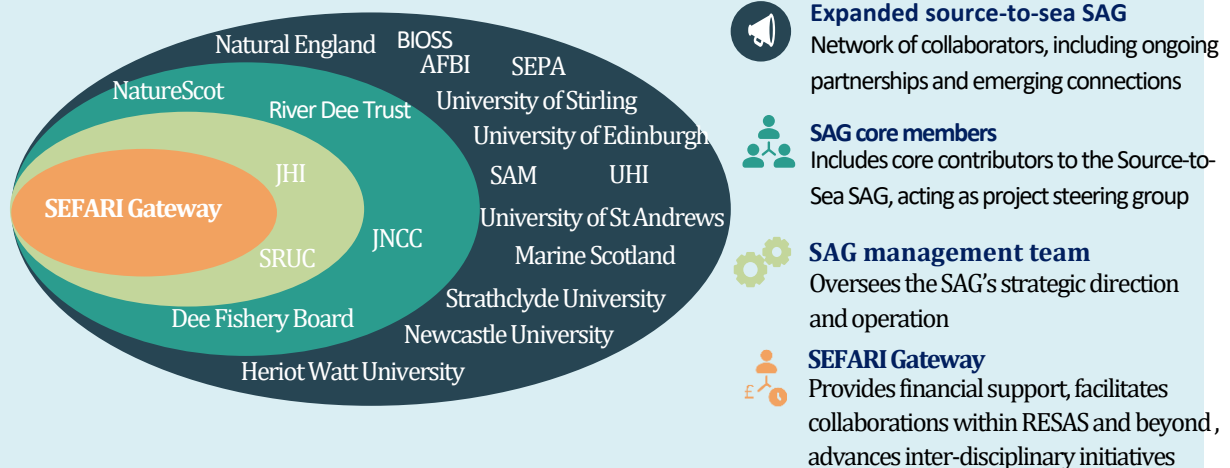 Natural England
BIOSS
AFBI
SEPA
NatureScot
River Dee Trust
University of Stirling
University of Edinburgh
JHI
SAM
UHI
SEFARI Gateway
University of St Andrews
JNCC
SRUC
Marine Scotland
Strathclyde University
Dee Fishery Board
Newcastle University
Heriot Watt University
Expanded source-to-sea SAG
Network of collaborators, including ongoing
partnerships and emerging connections
SAG core members
Includes core contributors to the Source-to-
Sea SAG, acting as project steering group
SAG management team
Oversees the SAG’s strategic direction
and operation
£
SEFARI Gateway
Provides financial support, facilitates
collaborations within RESAS and beyond ,
advances inter-disciplinary initiatives